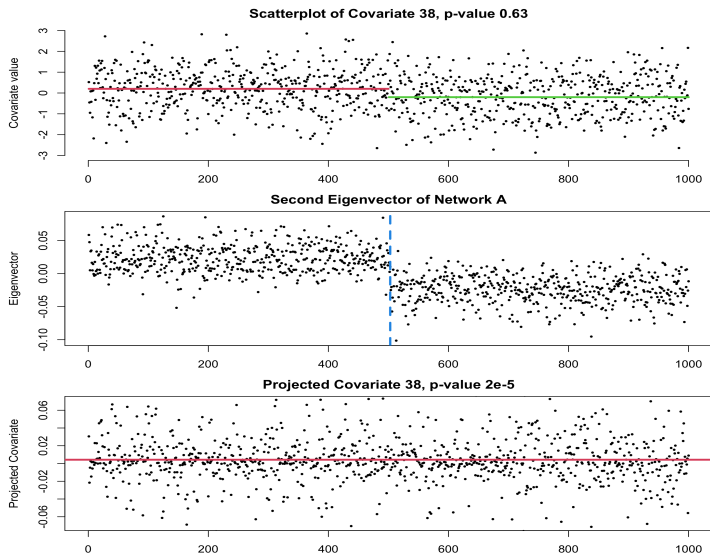 Scatterplot of Covariate 38, p-value 0.63
Covariate value
3
2
1
0
-1
-2
-3
0 200 400 600 800 1000
Second Eigenvector of Network A
Eigenvector
0.05
0.00
-0.05
-0.10
0 200 400 600 800 1000
Projected Covariate 38, p-value 2e-5
Projected Covariate
0.06
0.02
-0.02
-0.06
0 200 400 600 800 1000